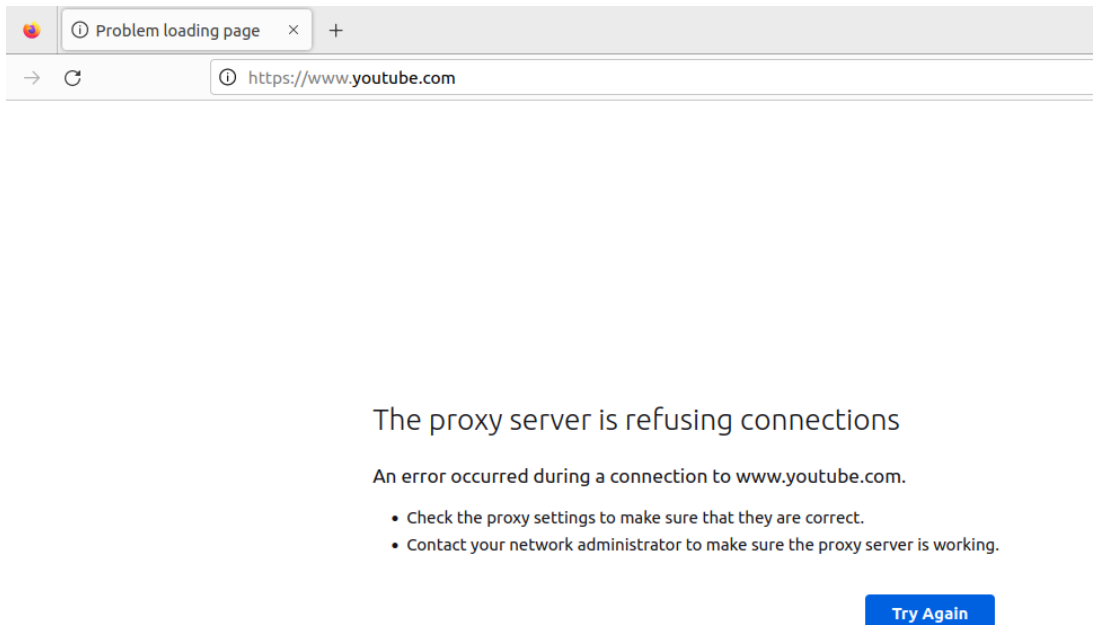 Problem loading page
https://www.youtube.com
The proxy server is refusing connections
An error occurred during a connection to www.youtube.com.
• Check the proxy settings to make sure that they are correct.
• Contact your network administrator to make sure the proxy server is working.
Try Again